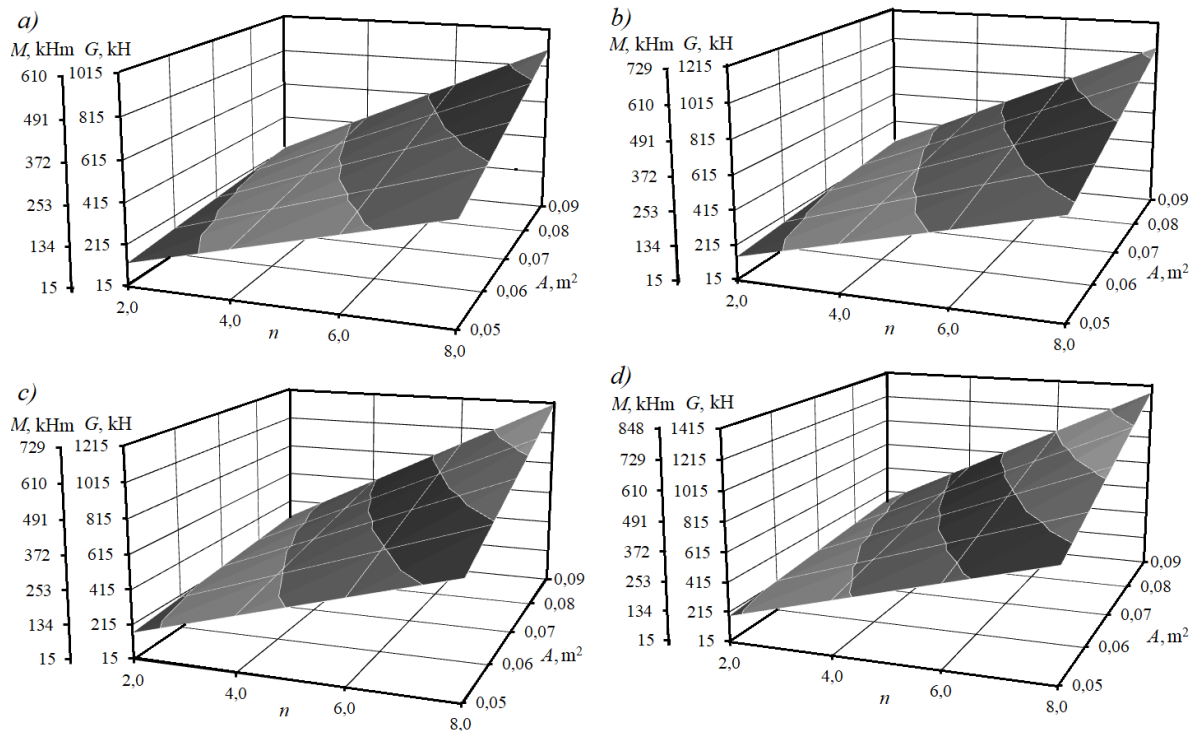 a)
M, kHm G, kH
610 1015
491 815
372 615
253 415
134 215
15 15
2,0 4,0 6,0 8,0
n
0,09
0,08
0,07
0,06
0,05
A, m²
b)
M, kHm G, kH
729 1215
610 1015
491 815
372 615
253 415
134 215
15 15
2,0 4,0 6,0 8,0
n
0,09
0,08
0,07
0,06
0,05
A, m²
c)
M, kHm G, kH
729 1215
610 1015
491 815
372 615
253 415
134 215
15 15
2,0 4,0 6,0 8,0
n
0,09
0,08
0,07
0,06
0,05
A, m²
d)
M, kHm G, kH
848 1415
729 1215
610 1015
491 815
372 615
253 415
134 215
15 15
2,0 4,0 6,0 8,0
n
0,09
0,08
0,07
0,06
0,05
A, m²